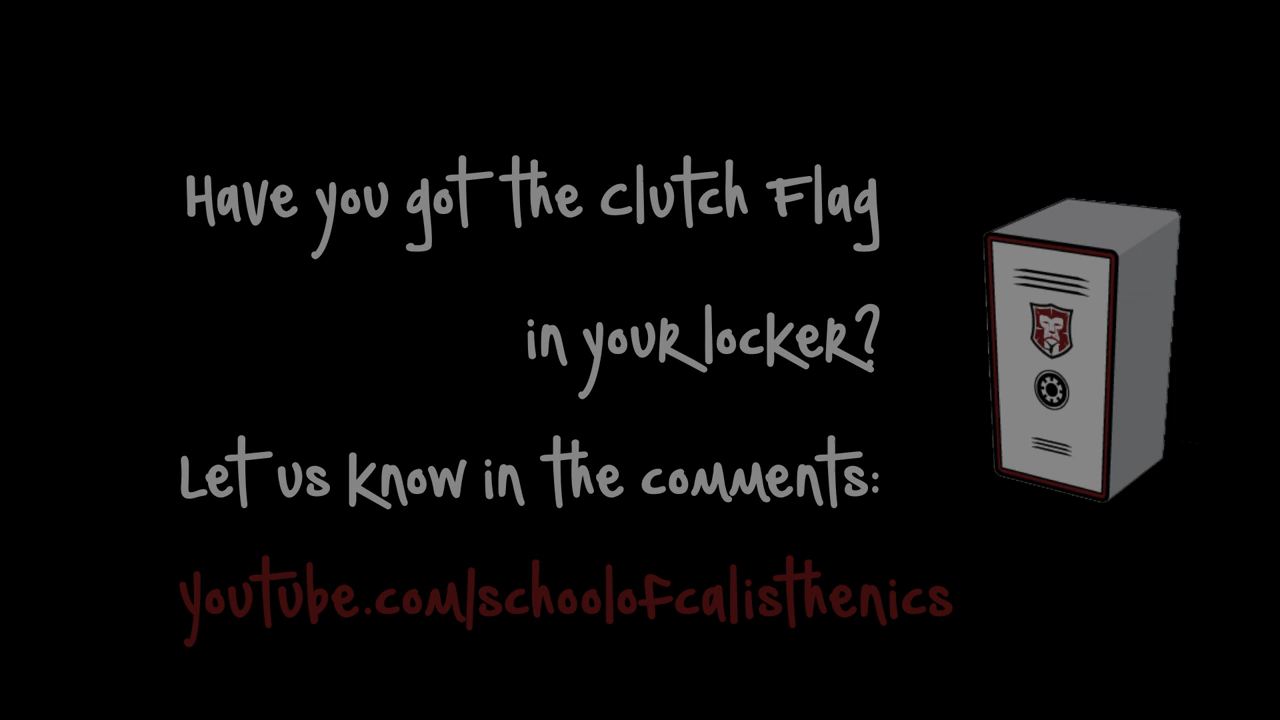 Have you got the clutch Flag
in your locker?
Let us know in the comments:
youtube.com/schoolofcalisthenics